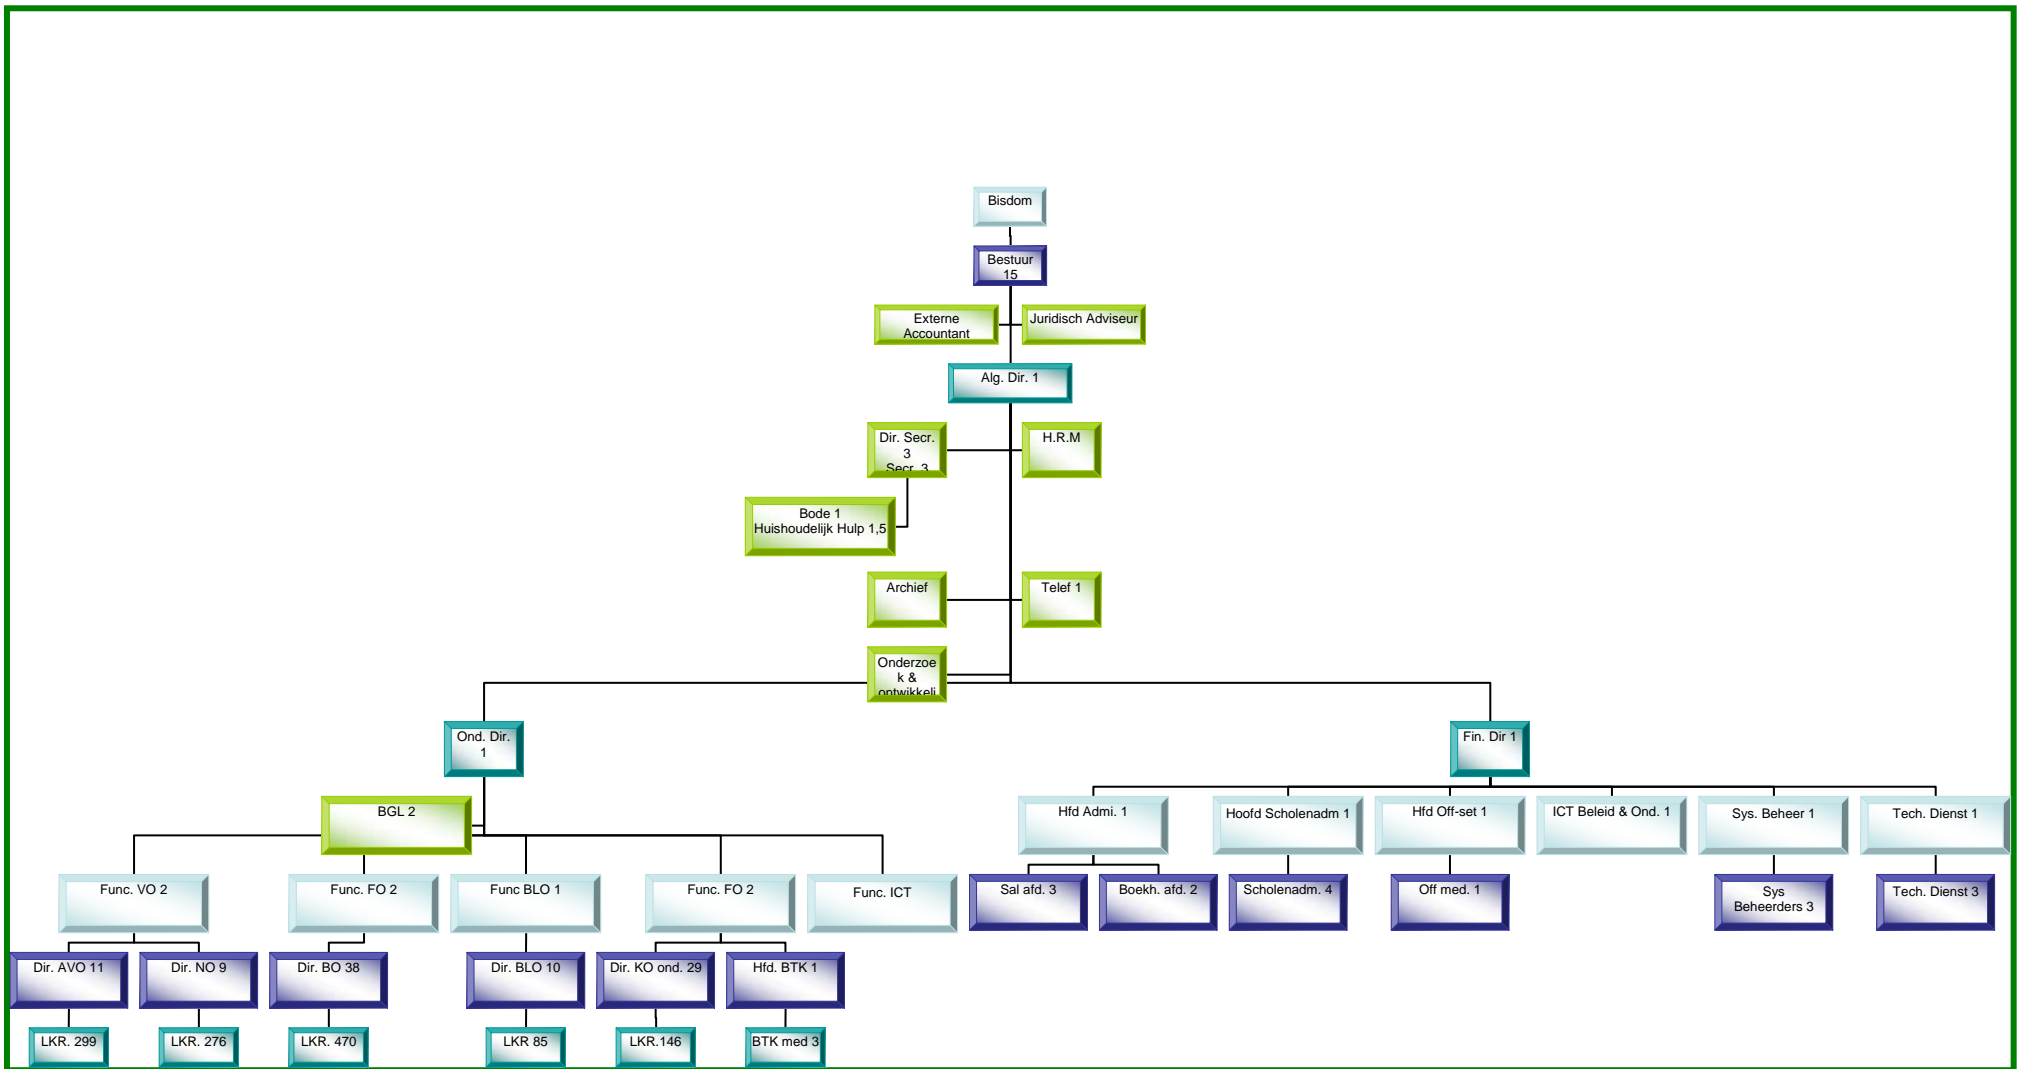 Bisdom
Bestuur
15
Externe
Accountant
Juridisch Adviseur
Alg. Dir. 1
Dir. Secr.
3
Secr. 3
H.R.M
Bode 1
Huishoudelijk Hulp 1,5
Archief
Telef 1
Onderzoe
k &
ontwikkeli
Ond. Dir.
1
Fin. Dir 1
BGL 2
Hfd Admi. 1
Hoofd Scholenadm 1
Hfd Off-set 1
ICT Beleid & Ond. 1
Sys. Beheer 1
Tech. Dienst 1
Func. VO 2
Func. FO 2
Func BLO 1
Func. FO 2
Func. ICT
Sal afd. 3
Boekh. afd. 2
Scholenadm. 4
Off med. 1
Sys
Beheerders 3
Tech. Dienst 3
Dir. AVO 11
Dir. NO 9
Dir. BO 38
Dir. BLO 10
Dir. KO ond. 29
Hfd. BTK 1
LKR. 299
LKR. 276
LKR. 470
LKR 85
LKR.146
BTK med 3